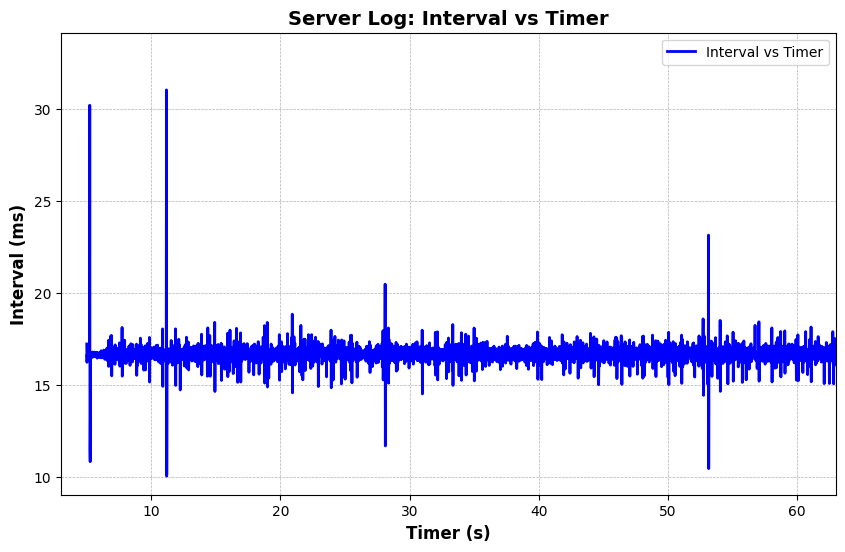 Server Log: Interval vs Timer
Interval vs Timer
30
25
20
15
10
Interval (ms)
10 20 30 40 50 60
Timer (s)